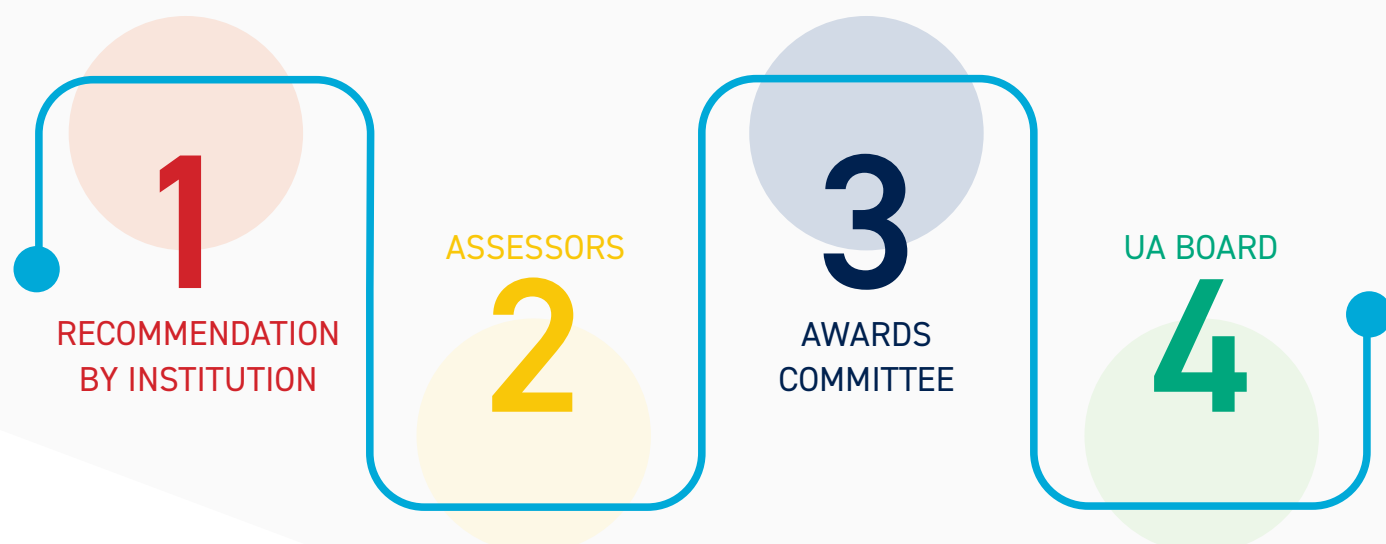 1
RECOMMENDATION
BY INSTITUTION
ASSESSORS
2
3
AWARDS
COMMITTEE
UA BOARD
4